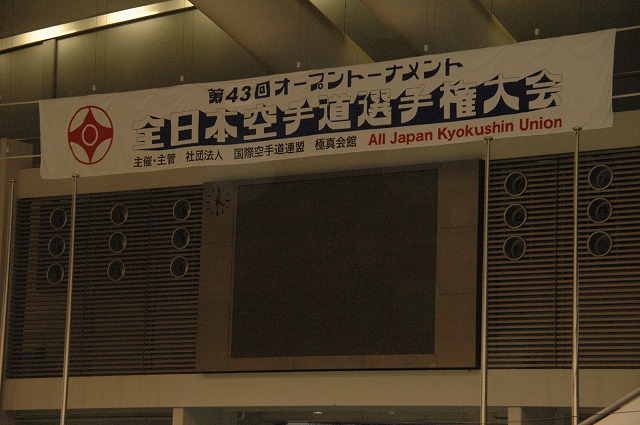 第43回オープントーナメント
全日本空手道選手権大会
主催・主管 社団法人 国際空手道連盟 極真会館 All Japan Kyokushin Union